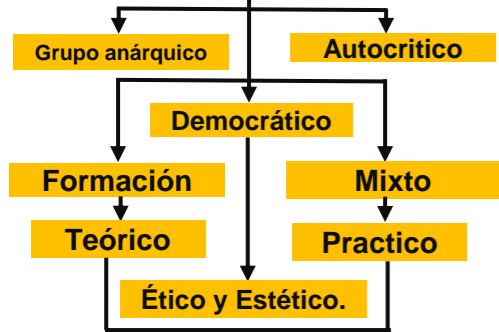 Grupo anárquico
Autocritico
Democrático
Formación
Mixto
Teórico
Practico
Ético y Estético.